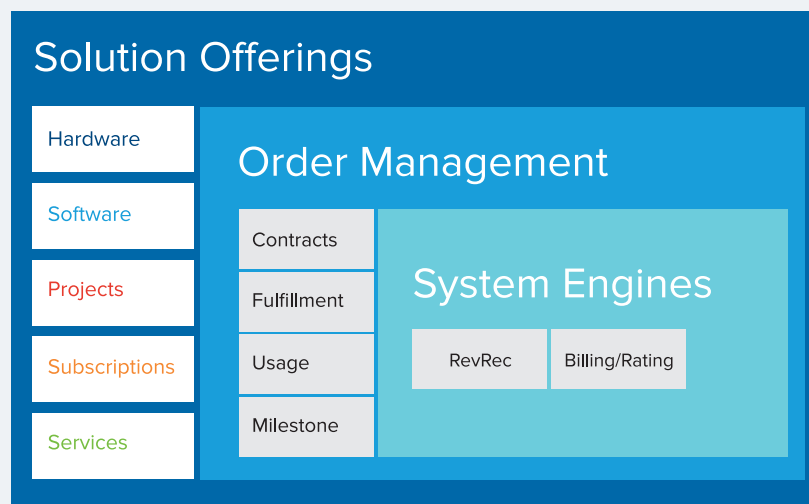 Solution Offerings
Hardware
Software
Projects
Subscriptions
Services
Order Management
Contracts
Fulfillment
Usage
Milestone
System Engines
RevRec
Billing/Rating